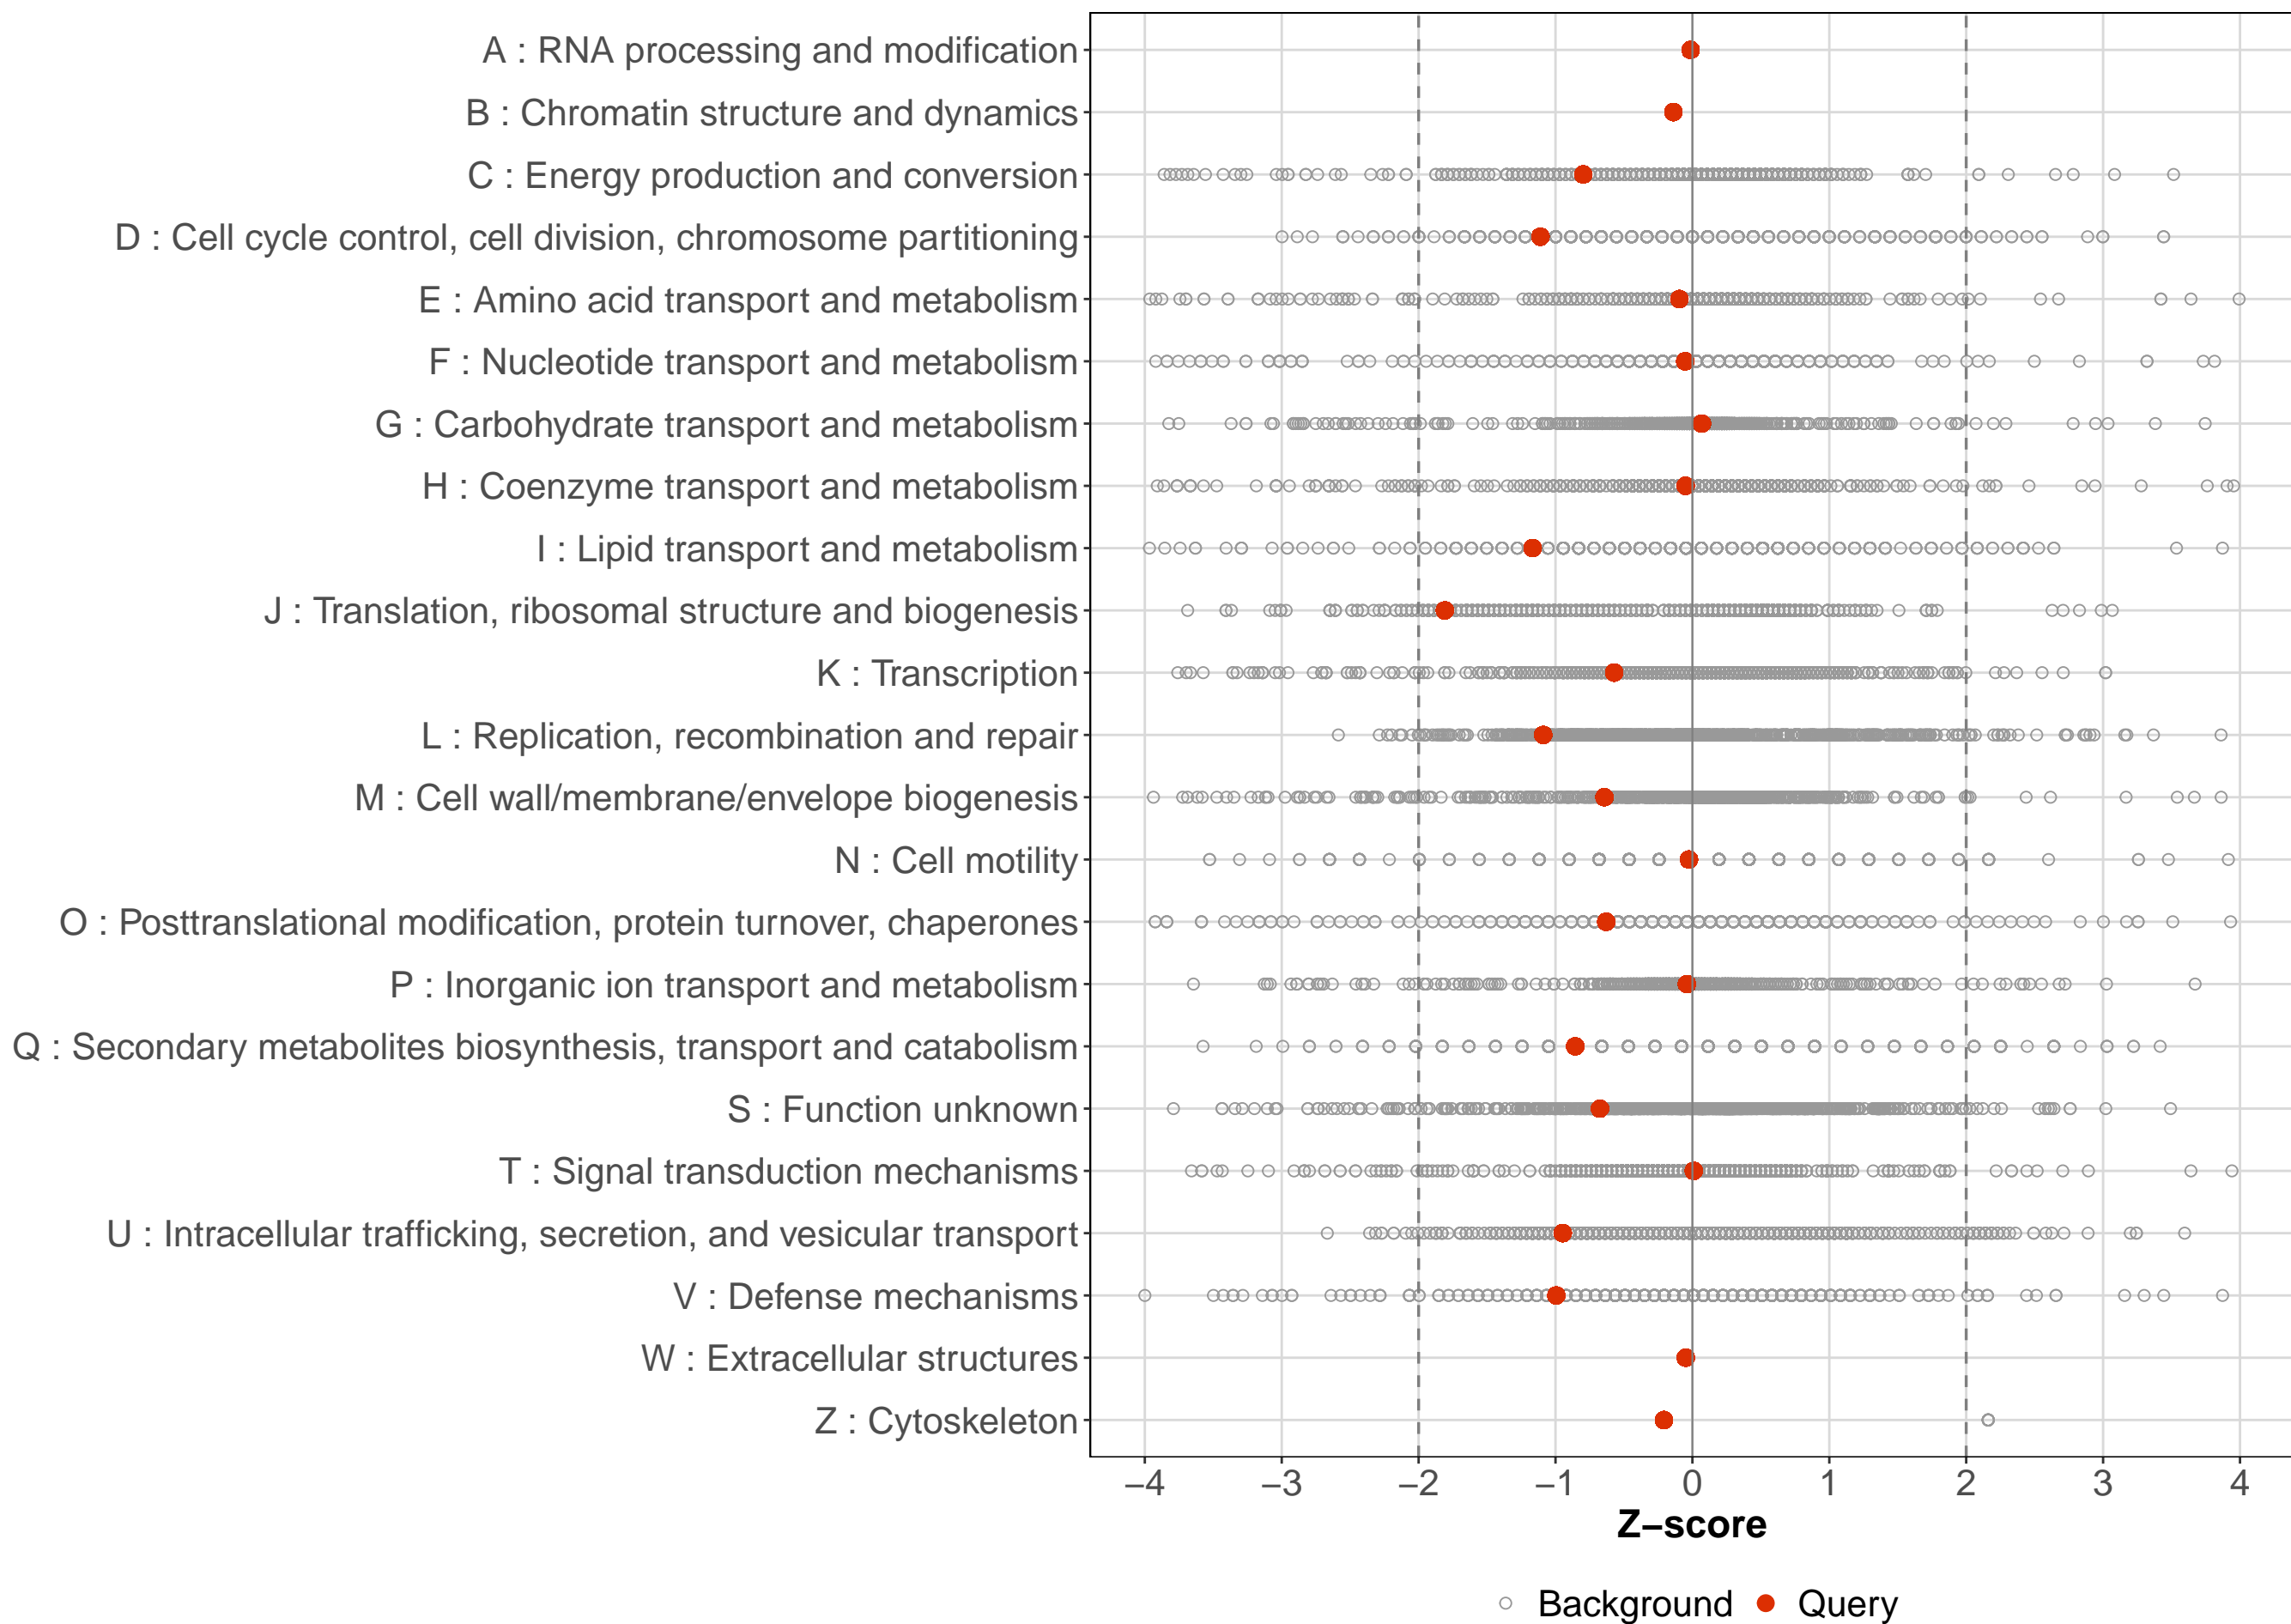 A : RNA processing and modification
B : Chromatin structure and dynamics
C : Energy production and conversion
D : Cell cycle control, cell division, chromosome partitioning
E : Amino acid transport and metabolism
F : Nucleotide transport and metabolism
G : Carbohydrate transport and metabolism
H : Coenzyme transport and metabolism
I : Lipid transport and metabolism
J : Translation, ribosomal structure and biogenesis
K : Transcription
L : Replication, recombination and repair
M : Cell wall/membrane/envelope biogenesis
N : Cell motility
O : Posttranslational modification, protein turnover, chaperones
P : Inorganic ion transport and metabolism
Q : Secondary metabolites biosynthesis, transport and catabolism
S : Function unknown
T : Signal transduction mechanisms
U : Intracellular trafficking, secretion, and vesicular transport
V : Defense mechanisms
W : Extracellular structures
Z : Cytoskeleton
−4 −3 −2 −1 0 1 2 3 4
Z−score
Background Query